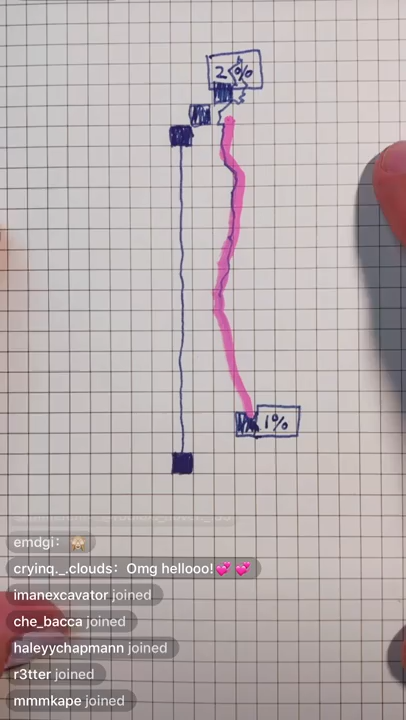 2 %
1%
emdgi: 🙈
cryinq._.clouds: Omg hellooo!💕 💕
imanexcavator joined
che_bacca joined
haleyychapmann joined
r3tter joined
mmmkape joined